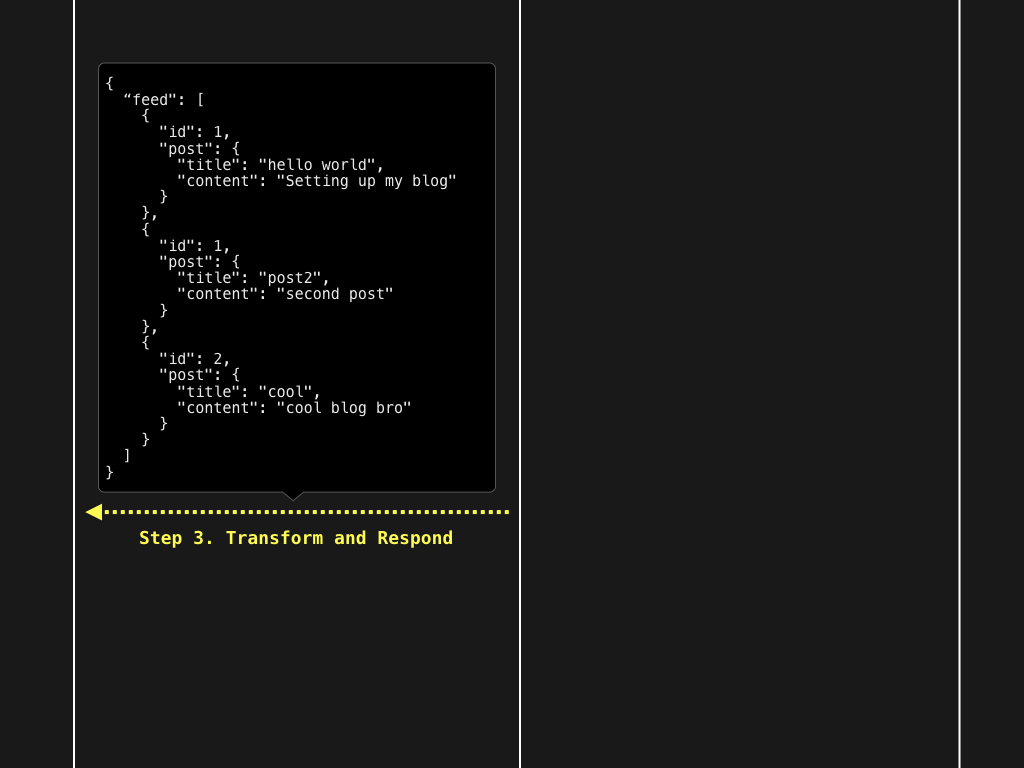 {
  “feed": [
    {
      "id": 1,
      "post": {
        "title": "hello world",
        "content": "Setting up my blog"
      }
    },
    {
      "id": 1,
      "post": {
        "title": "post2",
        "content": "second post"
      }
    },
    {
      "id": 2,
      "post": {
        "title": "cool",
        "content": "cool blog bro"
      }
    }
  ]
}
Step 3. Transform and Respond